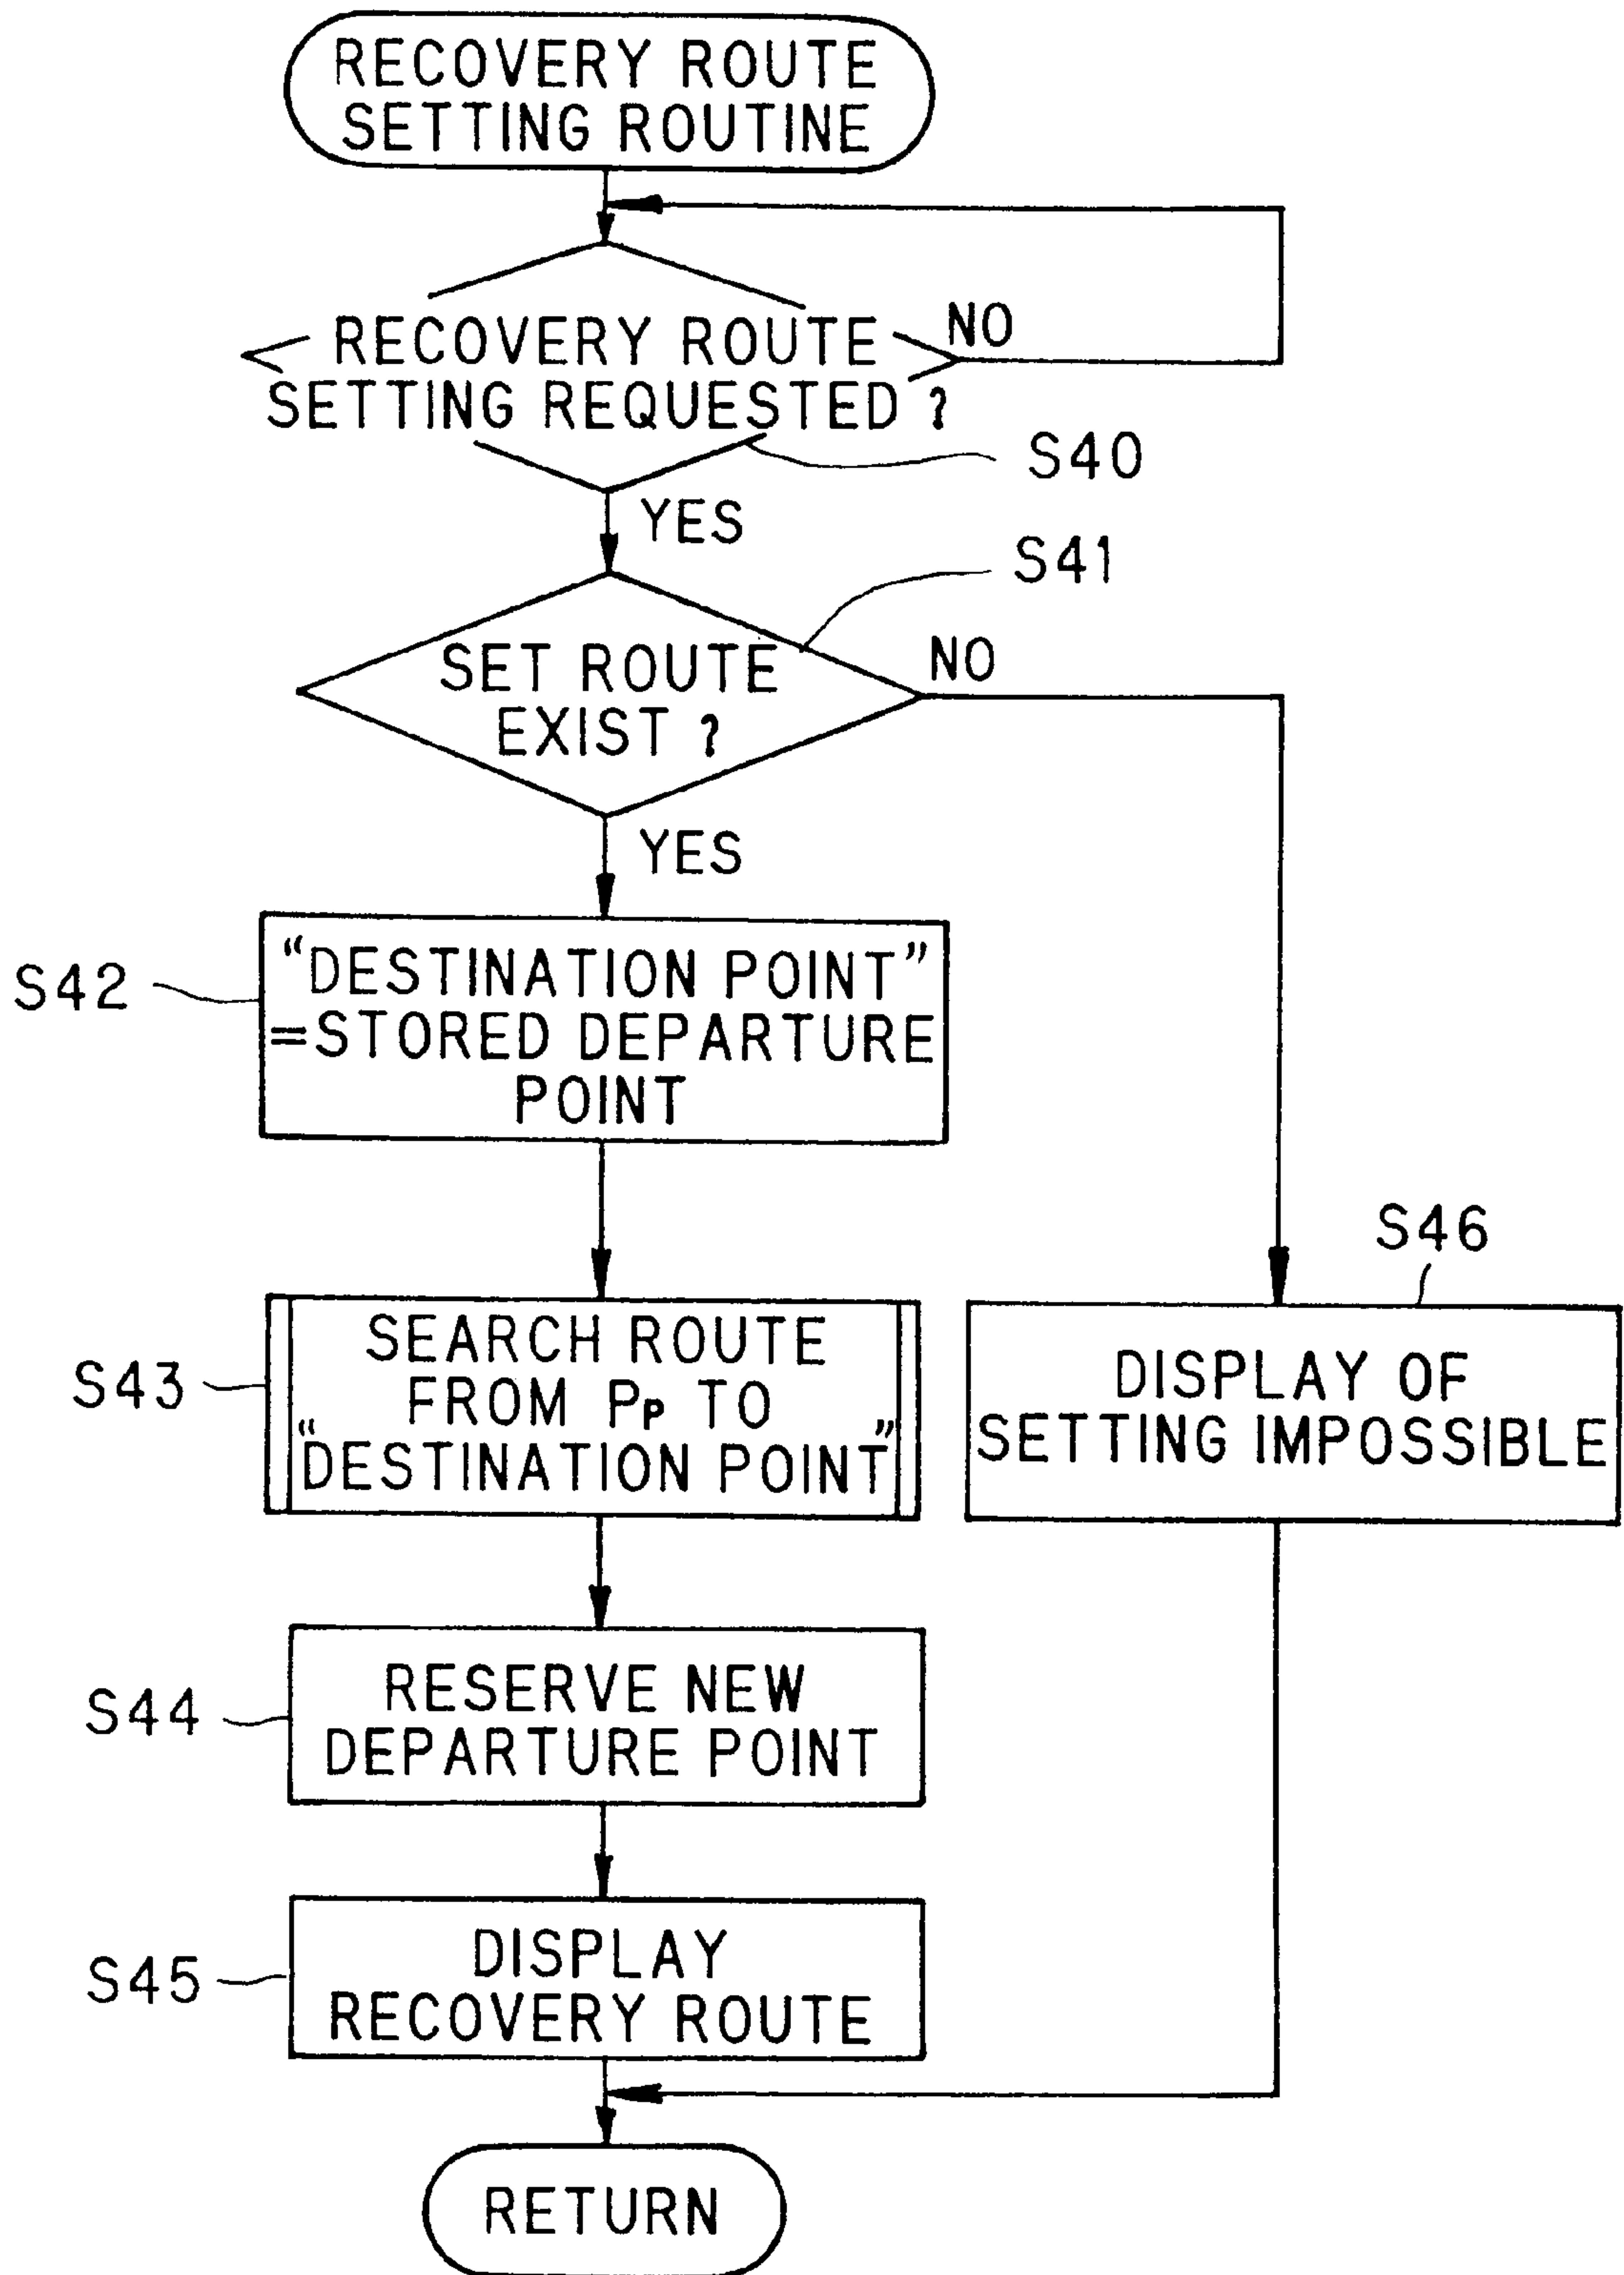 RECOVERY ROUTE
SETTING ROUTINE
RECOVERY ROUTE
SETTING REQUESTED ?
NO
S40
YES
S41
SET ROUTE
EXIST ?
NO
YES
S42
“DESTINATION POINT”
=STORED DEPARTURE
POINT
S43
SEARCH ROUTE
FROM PP TO
“DESTINATION POINT”
S46
DISPLAY OF
SETTING IMPOSSIBLE
S44
RESERVE NEW
DEPARTURE POINT
S45
DISPLAY
RECOVERY ROUTE
RETURN